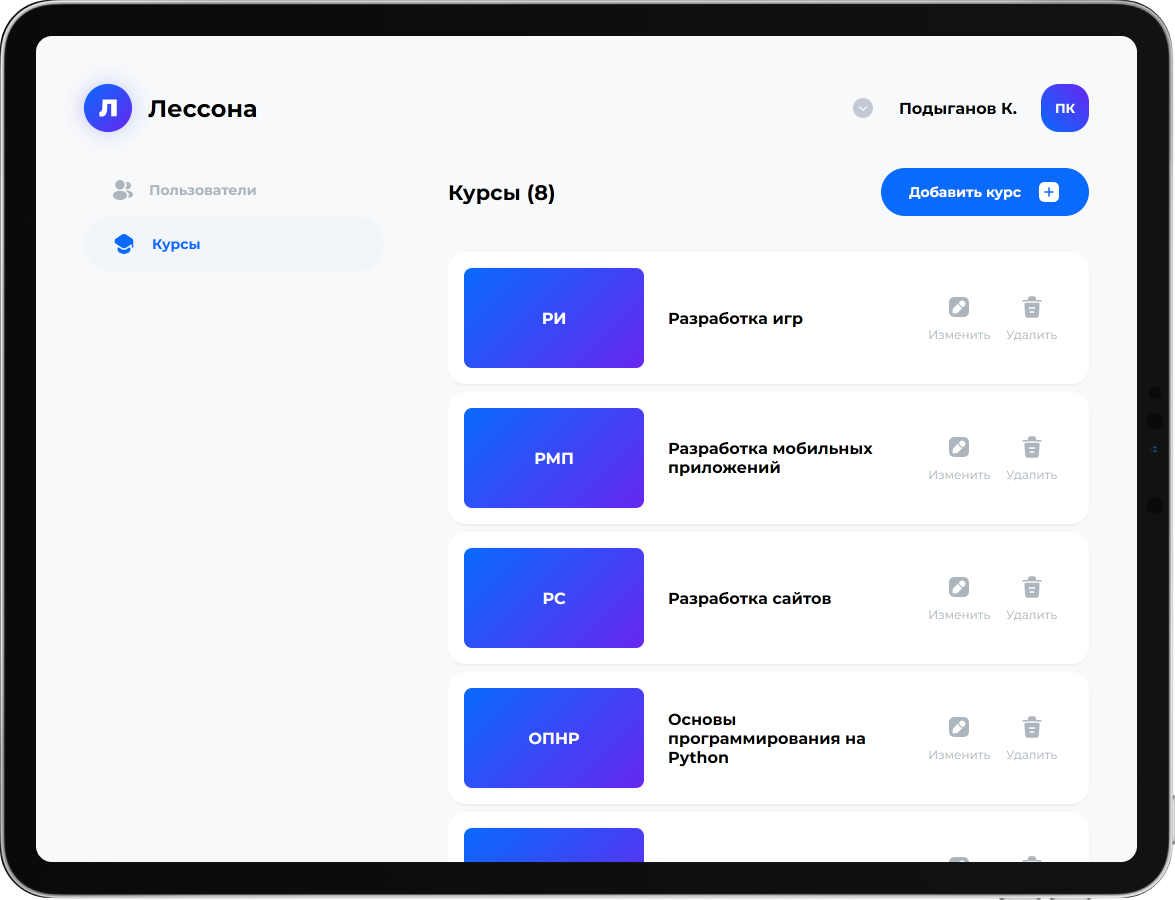 Л
Лессона
Подыганов К.
ПК
Пользователи
Курсы
Курсы (8)
Добавить курс
РИ
Разработка игр
Изменить
Удалить
РМП
Разработка мобильных
приложений
Изменить
Удалить
РС
Разработка сайтов
Изменить
Удалить
ОПНР
Основы
программирования на
Python
Изменить
Удалить